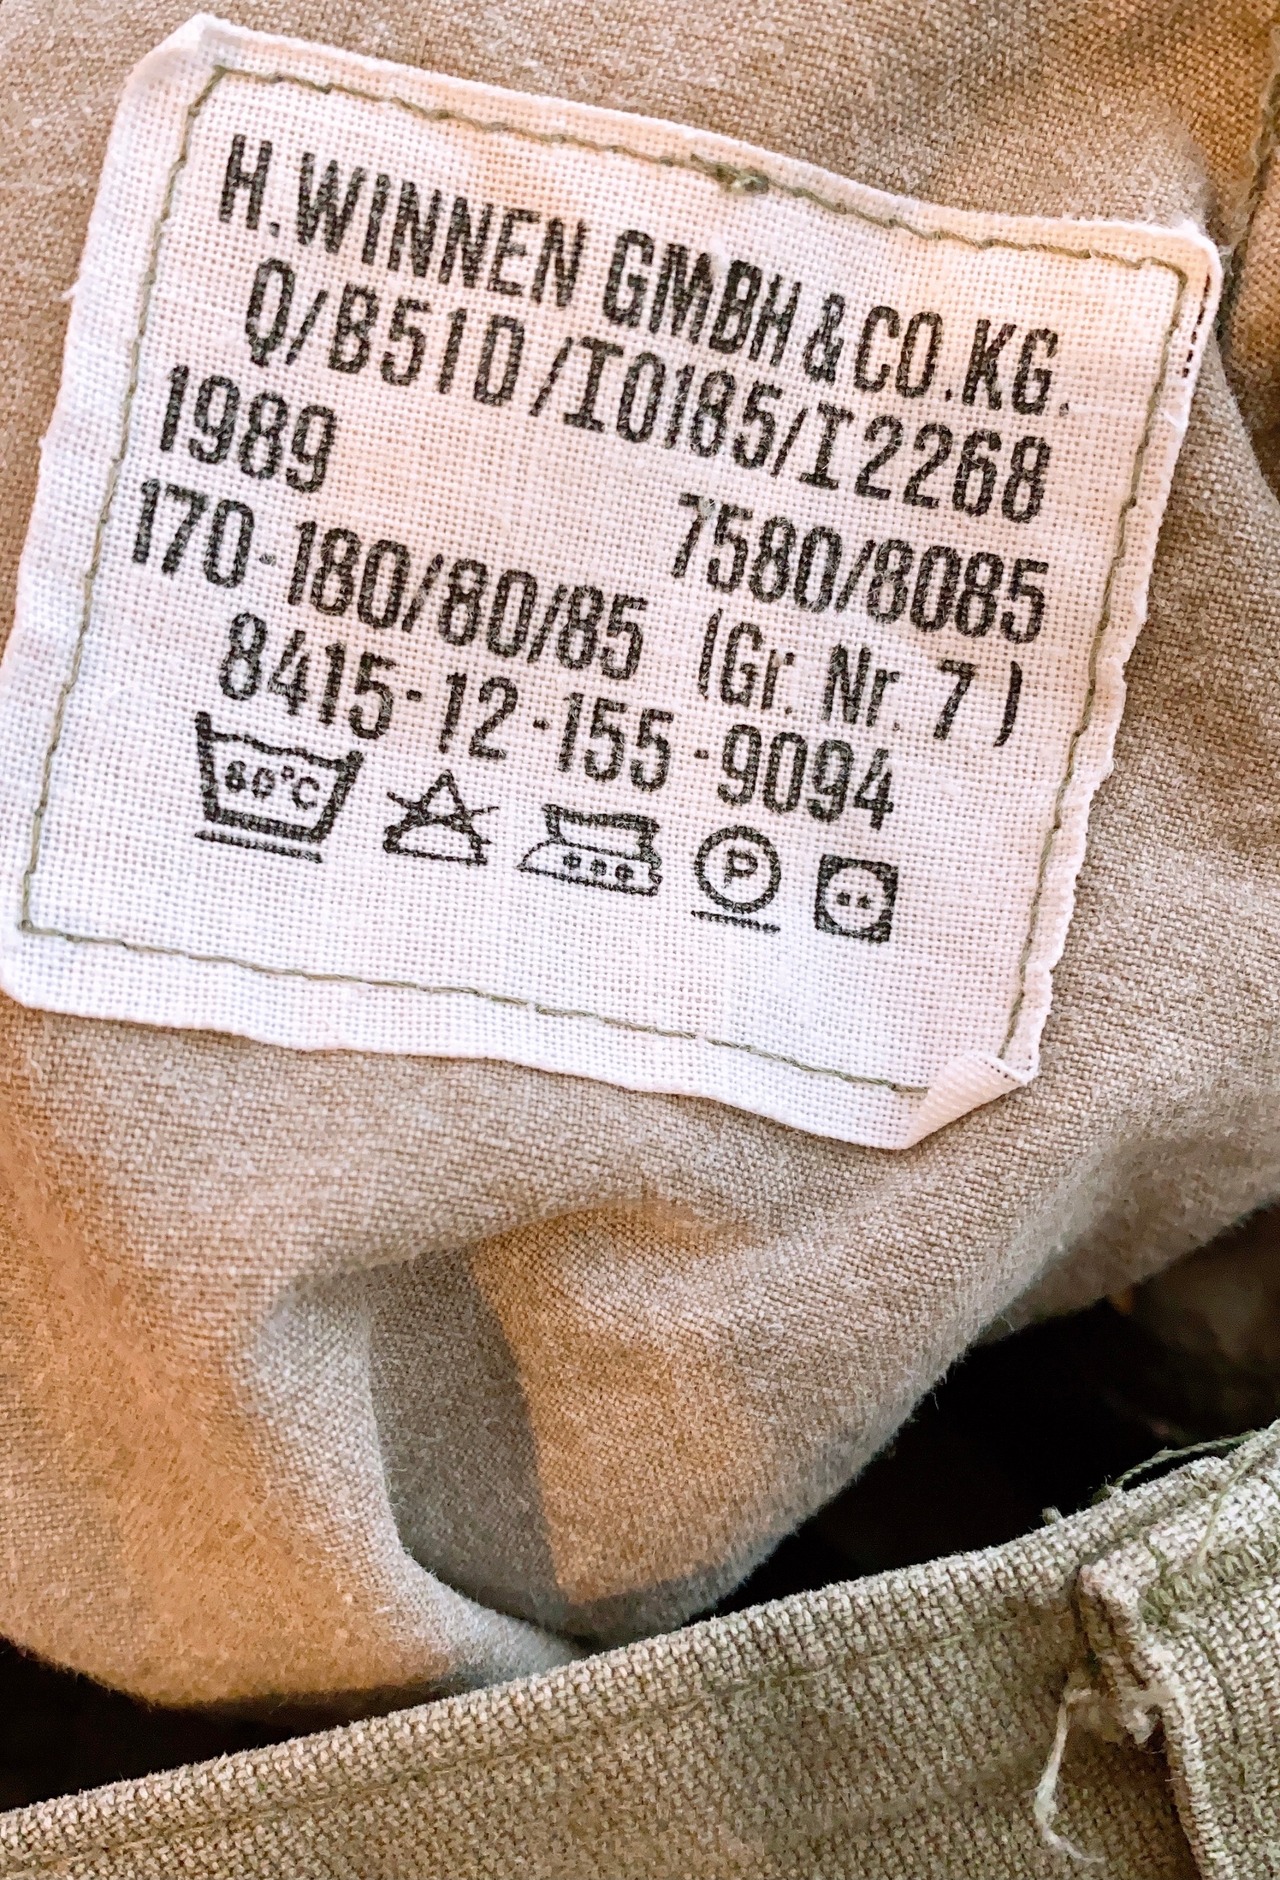 H.WINNEN GMBH & CO.KG.
Q/B51D/I0185/I2268
1989
7580/8085
170-180/80/85 (Gr. Nr. 7)
8415-12-155-9094
60°C
P